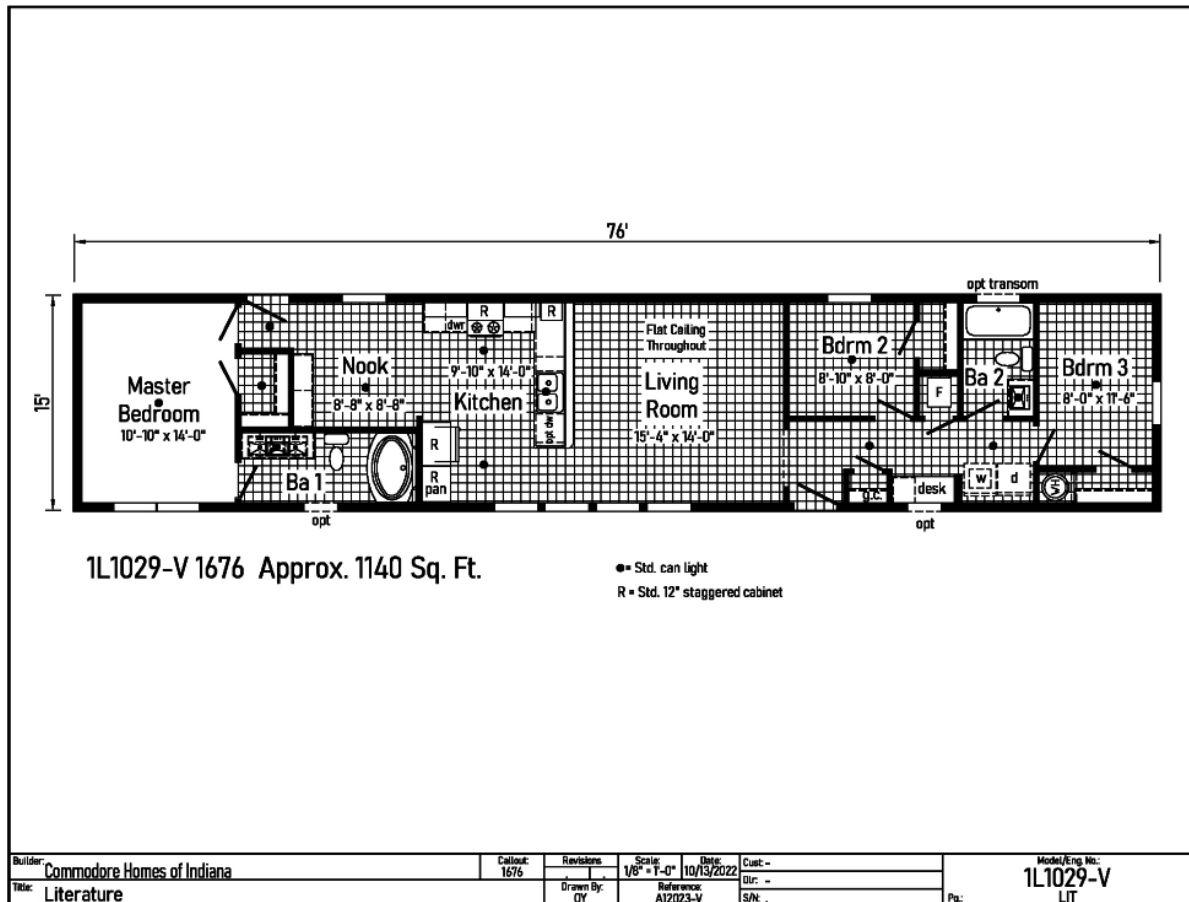 76'
15'
opt transom
Master
Bedroom
10'-10" x 14'-0"
Nook
8'-8" x 8'-8"
Ba 1
opt
R
dwr
R
9'-10" x 14'-0"
Kitchen
opt dw
R
R
pan
Flat Ceiling
Throughout
Living
Room
15'-4" x 14'-0"
Bdrm 2
8'-10" x 8'-0"
F
Ba 2
Bdrm 3
8'-0" x 11'-6"
g.c.
desk
w
d
WH
opt
1L1029-V 1676 Approx. 1140 Sq. Ft.
●= Std. can light
R = Std. 12" staggered cabinet
Builder: Commodore Homes of Indiana
Title: Literature
Callout:
1676
Revisions
Drawn By:
OY
Scale:
1/8" = 1'-0"
Date:
10/13/2022
Reference:
A12023-V
Cust: -
Dlr: -
S/N: .
Model/Eng. No.:
1L1029-V
Pg.: LIT